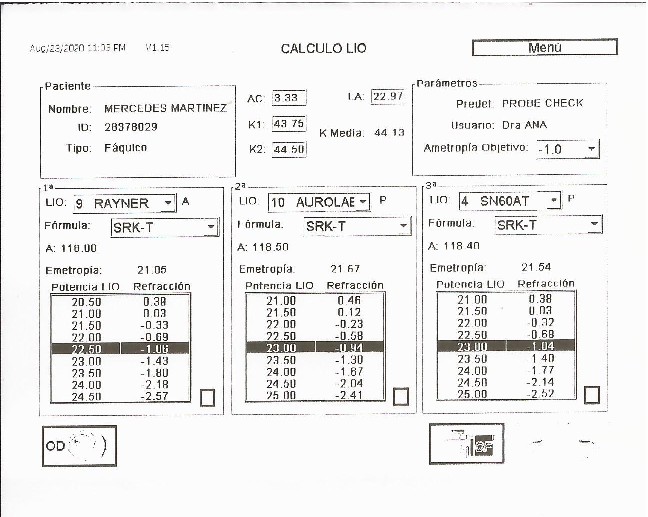 Aug/23/2020 11:03 PM V1.15
CALCULO LIO
Menú
Paciente
Nombre: MERCEDES MARTINEZ
ID: 28378029
Tipo: Fáquico
AC: 3.33
LA: 22.97
K1: 43.75
K Media: 44.13
K2: 44.50
Parámetros
Predet: PROBE CHECK
Usuario: Dra ANA
Ametropía Objetivo: -1.0
1ª
LIO: 9 RAYNER A
Fórmula: SRK-T
A: 118.00
Emetropía: 21.05
Potencia LIO Refracción
20.50 0.38
21.00 0.03
21.50 -0.33
22.00 -0.69
22.50 -1.06
23.00 -1.43
23.50 -1.80
24.00 -2.18
24.50 -2.57
2ª
LIO: 10 AUROLAB P
Fórmula: SRK-T
A: 118.50
Emetropía: 21.67
Potencia LIO Refracción
21.00 0.46
21.50 0.12
22.00 -0.23
22.50 -0.58
23.00 -0.94
23.50 -1.30
24.00 -1.67
24.50 -2.04
25.00 -2.41
3ª
LIO: 4 SN60AT P
Fórmula: SRK-T
A: 118.40
Emetropía: 21.54
Potencia LIO Refracción
21.00 0.38
21.50 0.03
22.00 -0.32
22.50 -0.68
23.00 -1.04
23.50 1.40
24.00 1.77
24.50 -2.14
25.00 -2.52
OD